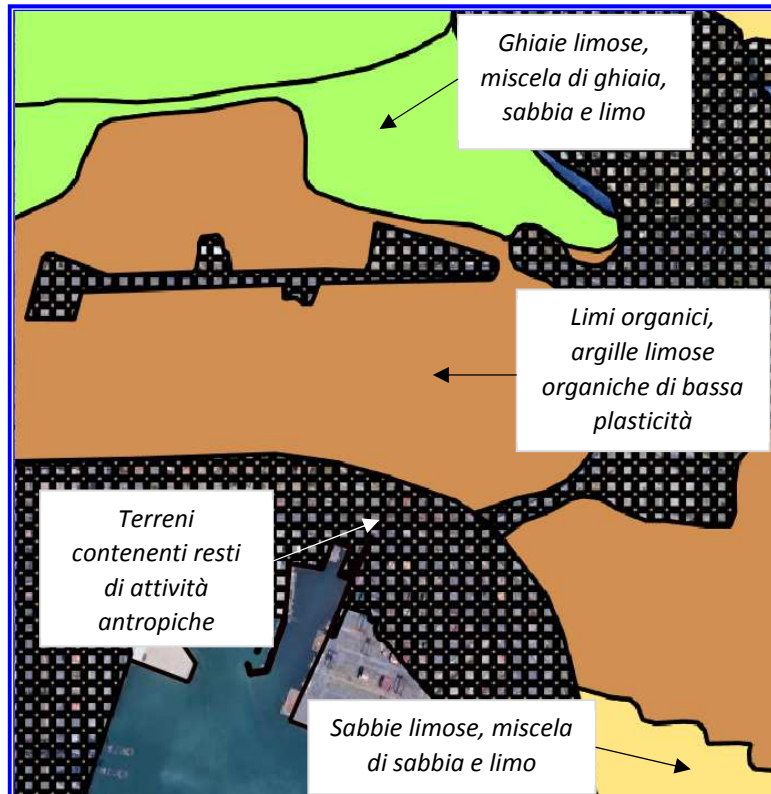 Ghiaie limose,
miscela di ghiaia,
sabbia e limo
Limi organici,
argille limose
organiche di bassa
plasticità
Terreni
contenenti resti
di attività
antropiche
Sabbie limose, miscela
di sabbia e limo